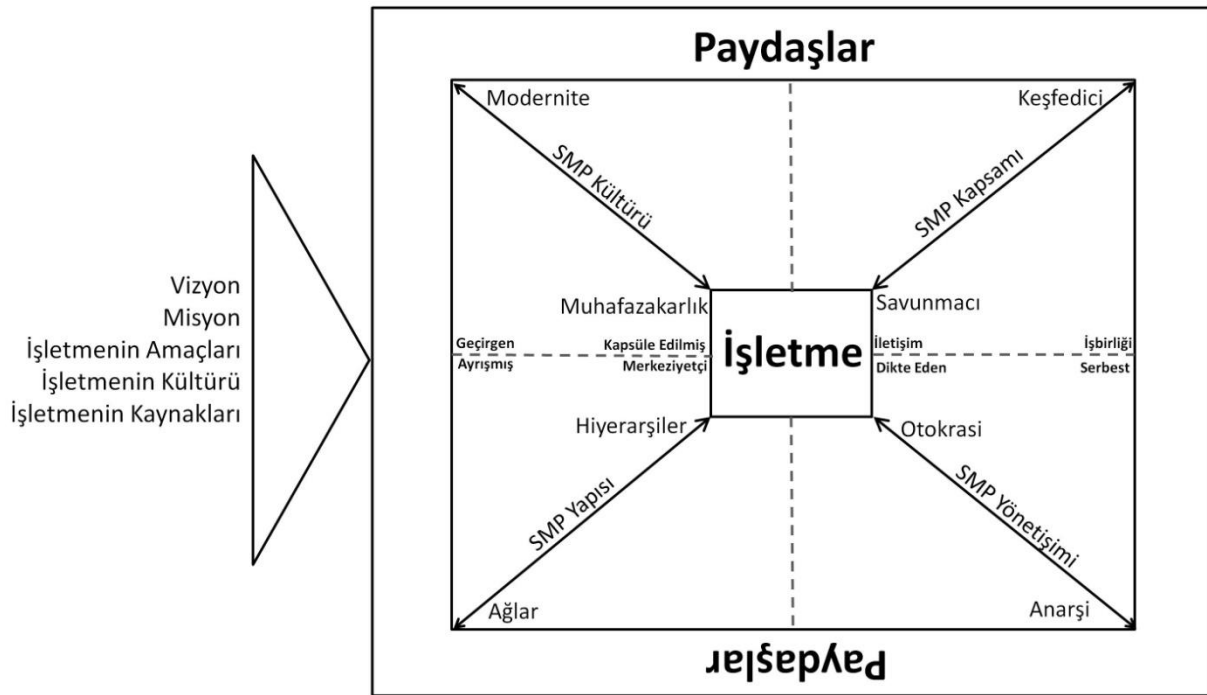 Paydaşlar
Modernite
Keşfedici
SMP Kültürü
SMP Kapsamı
Vizyon
Misyon
İşletmenin Amaçları
İşletmenin Kültürü
İşletmenin Kaynakları
Muhafazakarlık
Savunmacı
Geçirgen
Kapsüle Edilmiş
İşletme
İletişim
İşbirliği
Ayrışmış
Merkeziyetçi
Dikte Eden
Serbest
Hiyerarşiler
Otokrasi
SMP Yapısı
SMP Yönetişimi
Ağlar
Anarşi
Paydaşlar